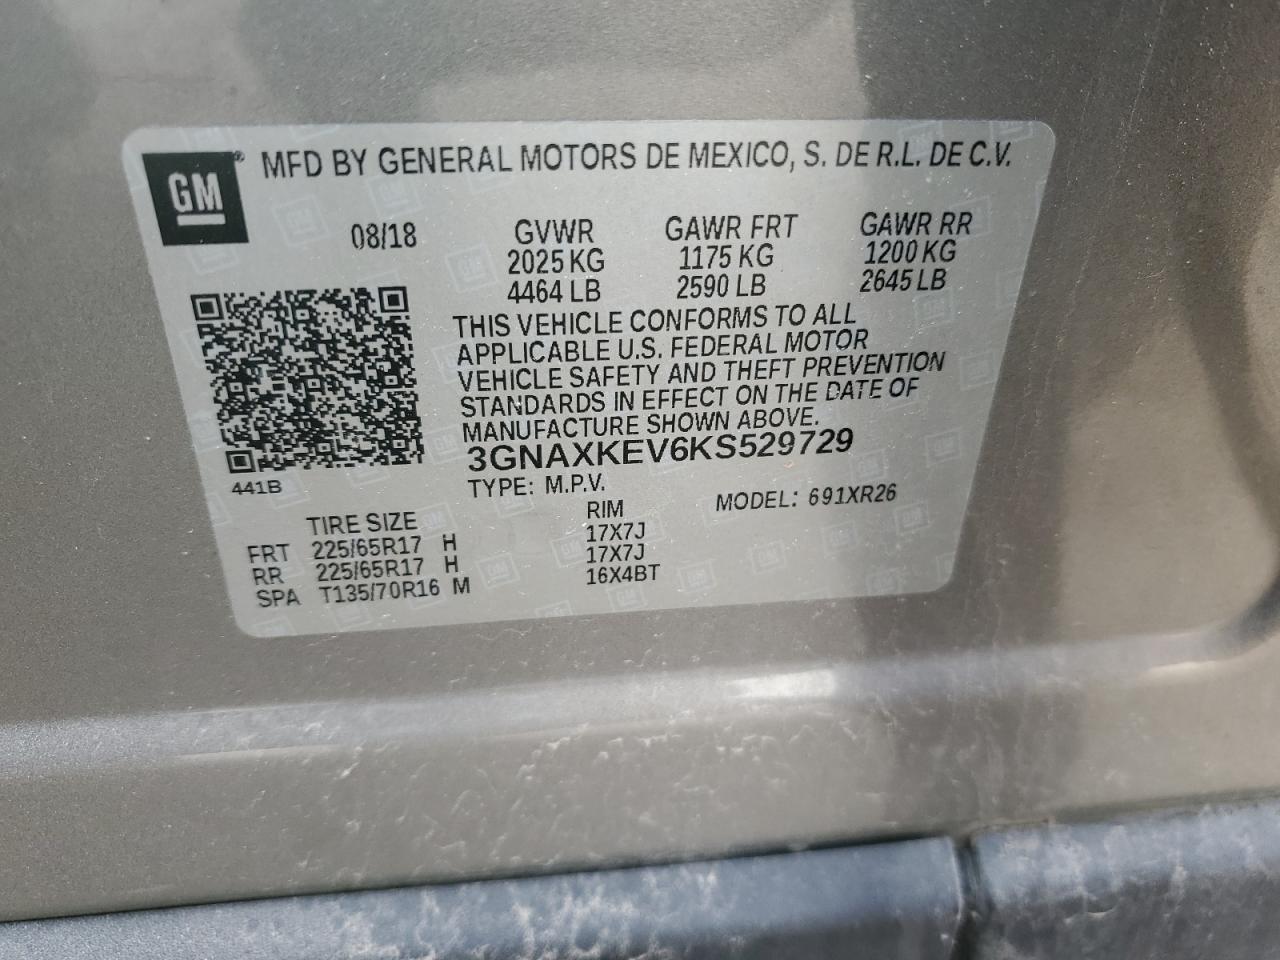 GM® MFD BY GENERAL MOTORS DE MEXICO, S. DE R.L. DE C.V.
08/18 GVWR GAWR FRT GAWR RR
2025 KG 1175 KG 1200 KG
4464 LB 2590 LB 2645 LB
THIS VEHICLE CONFORMS TO ALL
APPLICABLE U.S. FEDERAL MOTOR
VEHICLE SAFETY AND THEFT PREVENTION
STANDARDS IN EFFECT ON THE DATE OF
MANUFACTURE SHOWN ABOVE.
3GNAXKEV6KS529729
441B
TYPE: M.P.V. MODEL: 691XR26
TIRE SIZE RIM
FRT 225/65R17 H 17X7J
RR 225/65R17 H 17X7J
SPA T135/70R16 M 16X4BT